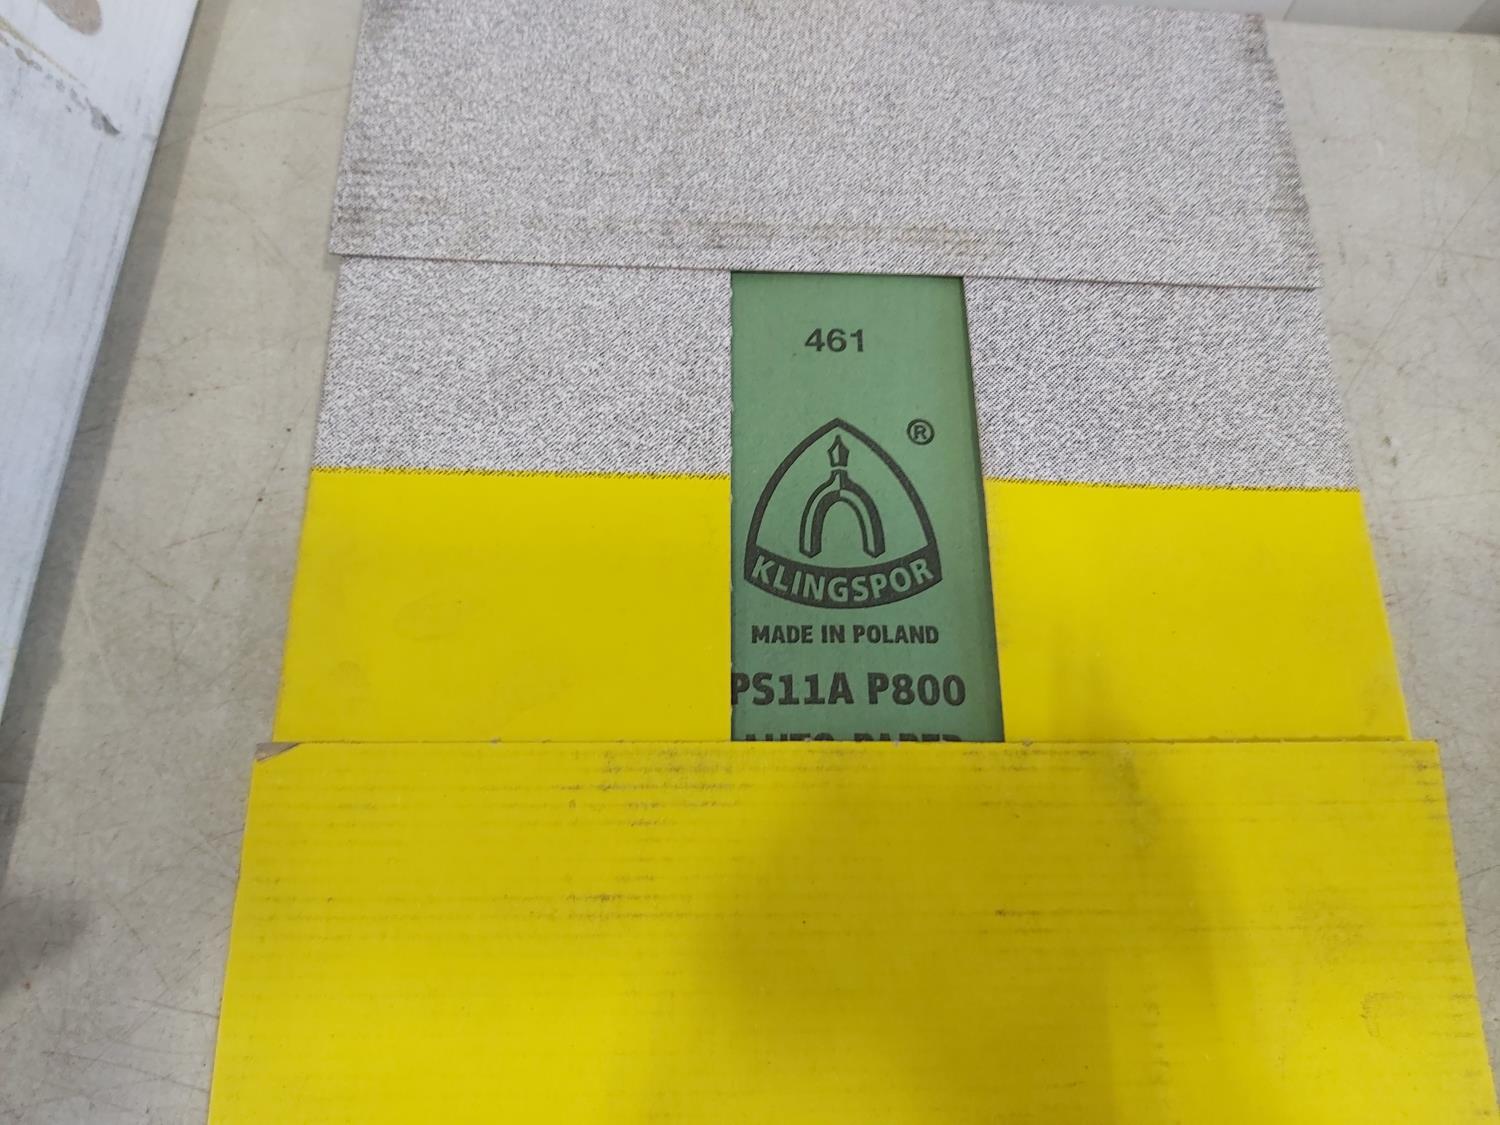 461
®
KLINGSPOR
MADE IN POLAND
PS11A P800